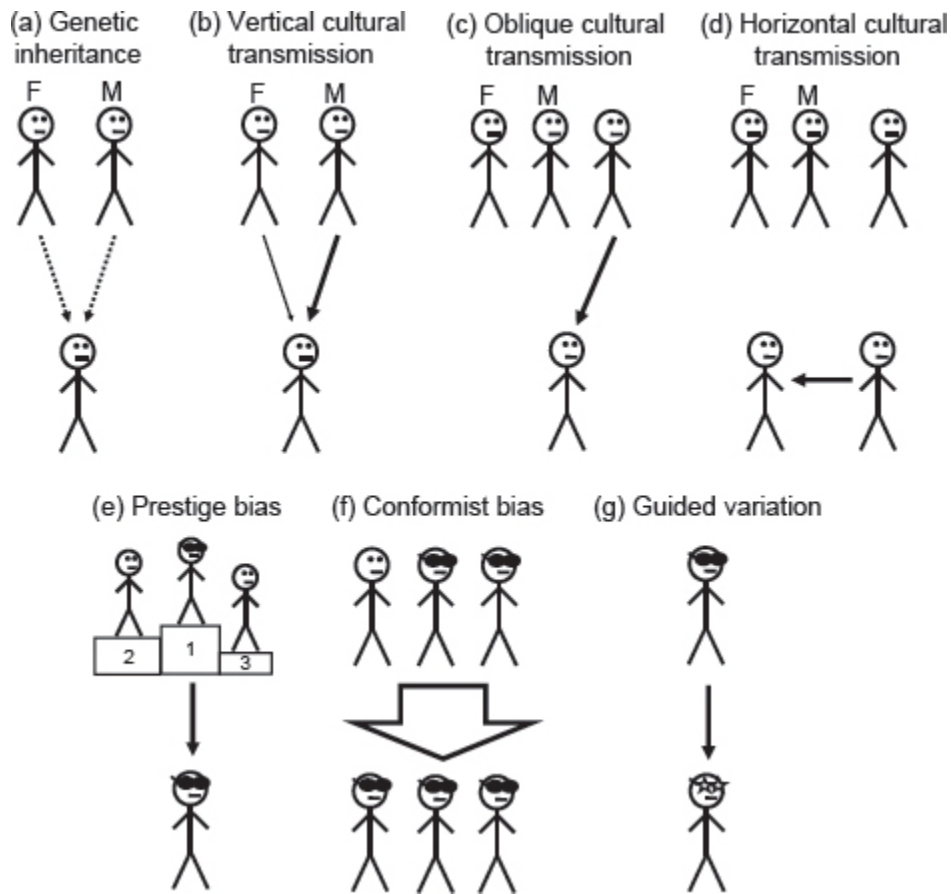 (a) Genetic
inheritance
(b) Vertical cultural
transmission
(c) Oblique cultural
transmission
(d) Horizontal cultural
transmission
F M
F M
F M
F M
(e) Prestige bias
(f) Conformist bias
(g) Guided variation
2 1 3